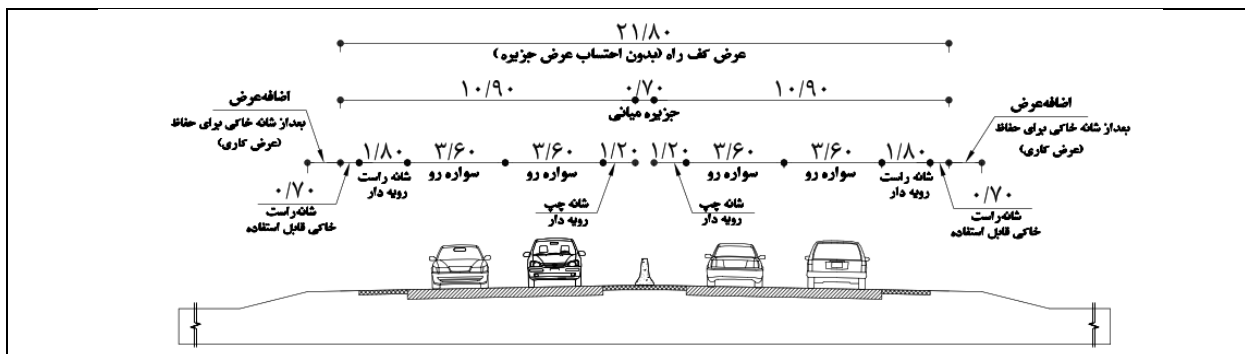 ۲۱/۸۰
عرض کف راه (بدون احتساب عرض جزیره)
۱۰/۹۰
۰/۷۰
۱۰/۹۰
جزیره میانی
اضافه‌عرض
بعداز شانه خاکی برای حفاظ
(عرض کاری)
اضافه‌عرض
بعداز شانه خاکی برای حفاظ
(عرض کاری)
۱/۸۰
۳/۶۰
۳/۶۰
۱/۲۰
۱/۲۰
۳/۶۰
۳/۶۰
۱/۸۰
شانه راست
رویه دار
سواره رو
سواره رو
سواره رو
سواره رو
شانه راست
رویه دار
۰/۷۰
شانه راست
خاکی قابل استفاده
شانه چپ
رویه دار
شانه چپ
رویه دار
۰/۷۰
شانه راست
خاکی قابل استفاده